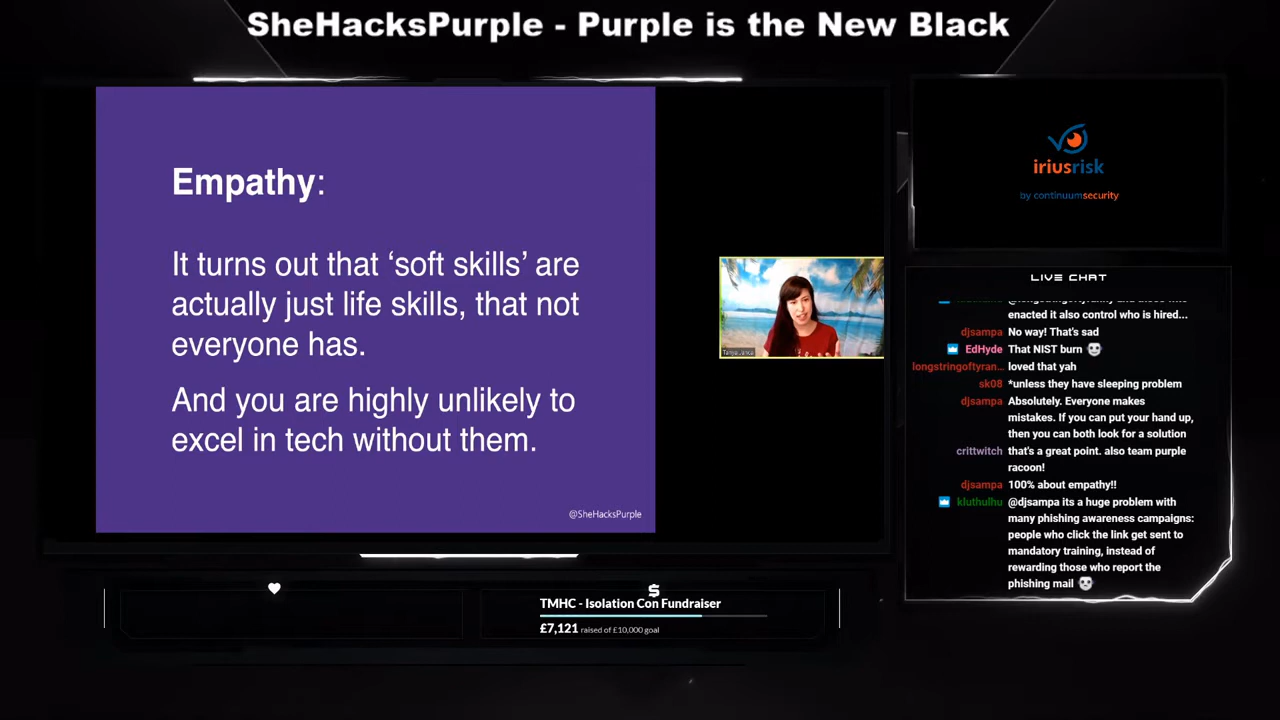 SheHacksPurple - Purple is the New Black
Empathy:
It turns out that ‘soft skills’ are
actually just life skills, that not
everyone has.
And you are highly unlikely to
excel in tech without them.
@SheHacksPurple
iriusrisk
by continuumsecurity
LIVE CHAT
enacted it also control who is hired...
djsampa No way! That's sad
EdHyde That NIST burn
longstringoftyran... loved that yah
sk08 *unless they have sleeping problem
djsampa Absolutely. Everyone makes
mistakes. If you can put your hand up,
then you can both look for a solution
crittwitch that's a great point. also team purple
racoon!
djsampa 100% about empathy!!
kluthulhu @djsampa its a huge problem with
many phishing awareness campaigns:
people who click the link get sent to
mandatory training, instead of
rewarding those who report the
phishing mail
TMHC - Isolation Con Fundraiser
£7,121 raised of £10,000 goal